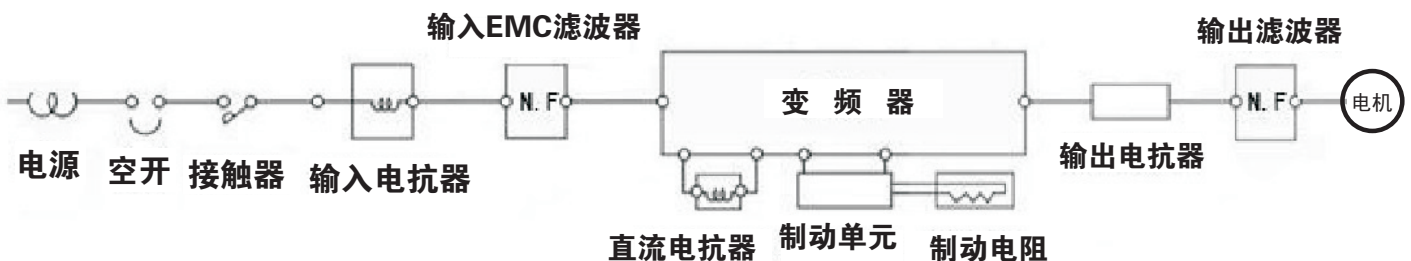 输入EMC滤波器
输出滤波器
N.F
变频器
N.F
电机
电源
空开
接触器
输入电抗器
输出电抗器
直流电抗器
制动单元
制动电阻